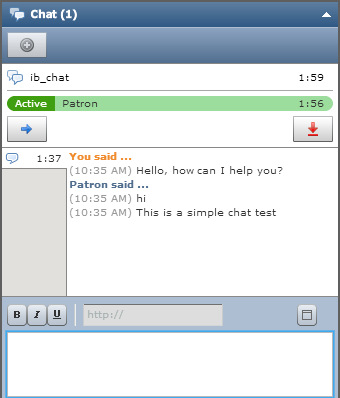 Chat (1)
ib_chat 1:59
Active Patron 1:56
1:37
You said ...
(10:35 AM) Hello, how can I help you?
Patron said ...
(10:35 AM) hi
(10:35 AM) This is a simple chat test
B I U http://